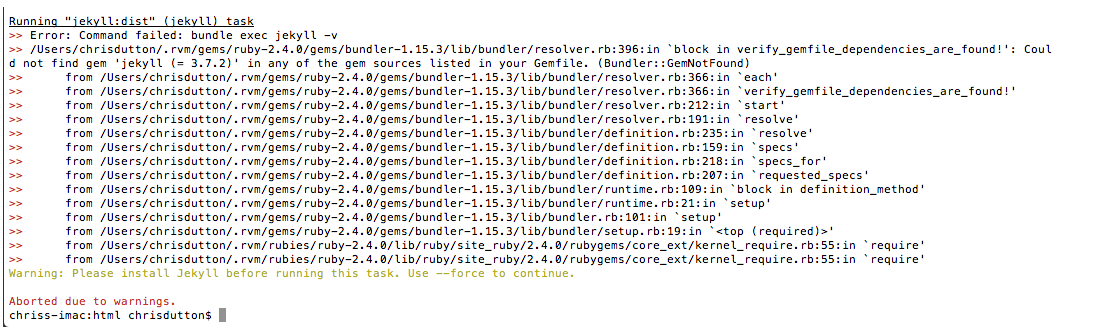 Running "jekyll:dist" (jekyll) task
>> Error: Command failed: bundle exec jekyll -v
>> /Users/chrisdutton/.rvm/gems/ruby-2.4.0/gems/bundler-1.15.3/lib/bundler/resolver.rb:396:in `block in verify_gemfile_dependencies_are_found!': Coul
d not find gem 'jekyll (= 3.7.2)' in any of the gem sources listed in your Gemfile. (Bundler::GemNotFound)
>>      from /Users/chrisdutton/.rvm/gems/ruby-2.4.0/gems/bundler-1.15.3/lib/bundler/resolver.rb:366:in `each'
>>      from /Users/chrisdutton/.rvm/gems/ruby-2.4.0/gems/bundler-1.15.3/lib/bundler/resolver.rb:366:in `verify_gemfile_dependencies_are_found!'
>>      from /Users/chrisdutton/.rvm/gems/ruby-2.4.0/gems/bundler-1.15.3/lib/bundler/resolver.rb:212:in `start'
>>      from /Users/chrisdutton/.rvm/gems/ruby-2.4.0/gems/bundler-1.15.3/lib/bundler/resolver.rb:191:in `resolve'
>>      from /Users/chrisdutton/.rvm/gems/ruby-2.4.0/gems/bundler-1.15.3/lib/bundler/definition.rb:235:in `resolve'
>>      from /Users/chrisdutton/.rvm/gems/ruby-2.4.0/gems/bundler-1.15.3/lib/bundler/definition.rb:159:in `specs'
>>      from /Users/chrisdutton/.rvm/gems/ruby-2.4.0/gems/bundler-1.15.3/lib/bundler/definition.rb:218:in `specs_for'
>>      from /Users/chrisdutton/.rvm/gems/ruby-2.4.0/gems/bundler-1.15.3/lib/bundler/definition.rb:207:in `requested_specs'
>>      from /Users/chrisdutton/.rvm/gems/ruby-2.4.0/gems/bundler-1.15.3/lib/bundler/runtime.rb:109:in `block in definition_method'
>>      from /Users/chrisdutton/.rvm/gems/ruby-2.4.0/gems/bundler-1.15.3/lib/bundler/runtime.rb:21:in `setup'
>>      from /Users/chrisdutton/.rvm/gems/ruby-2.4.0/gems/bundler-1.15.3/lib/bundler.rb:101:in `setup'
>>      from /Users/chrisdutton/.rvm/gems/ruby-2.4.0/gems/bundler-1.15.3/lib/bundler/setup.rb:19:in `<top (required)>'
>>      from /Users/chrisdutton/.rvm/rubies/ruby-2.4.0/lib/ruby/site_ruby/2.4.0/rubygems/core_ext/kernel_require.rb:55:in `require'
>>      from /Users/chrisdutton/.rvm/rubies/ruby-2.4.0/lib/ruby/site_ruby/2.4.0/rubygems/core_ext/kernel_require.rb:55:in `require'
Warning: Please install Jekyll before running this task. Use --force to continue.
Aborted due to warnings.
chriss-imac:html chrisdutton$